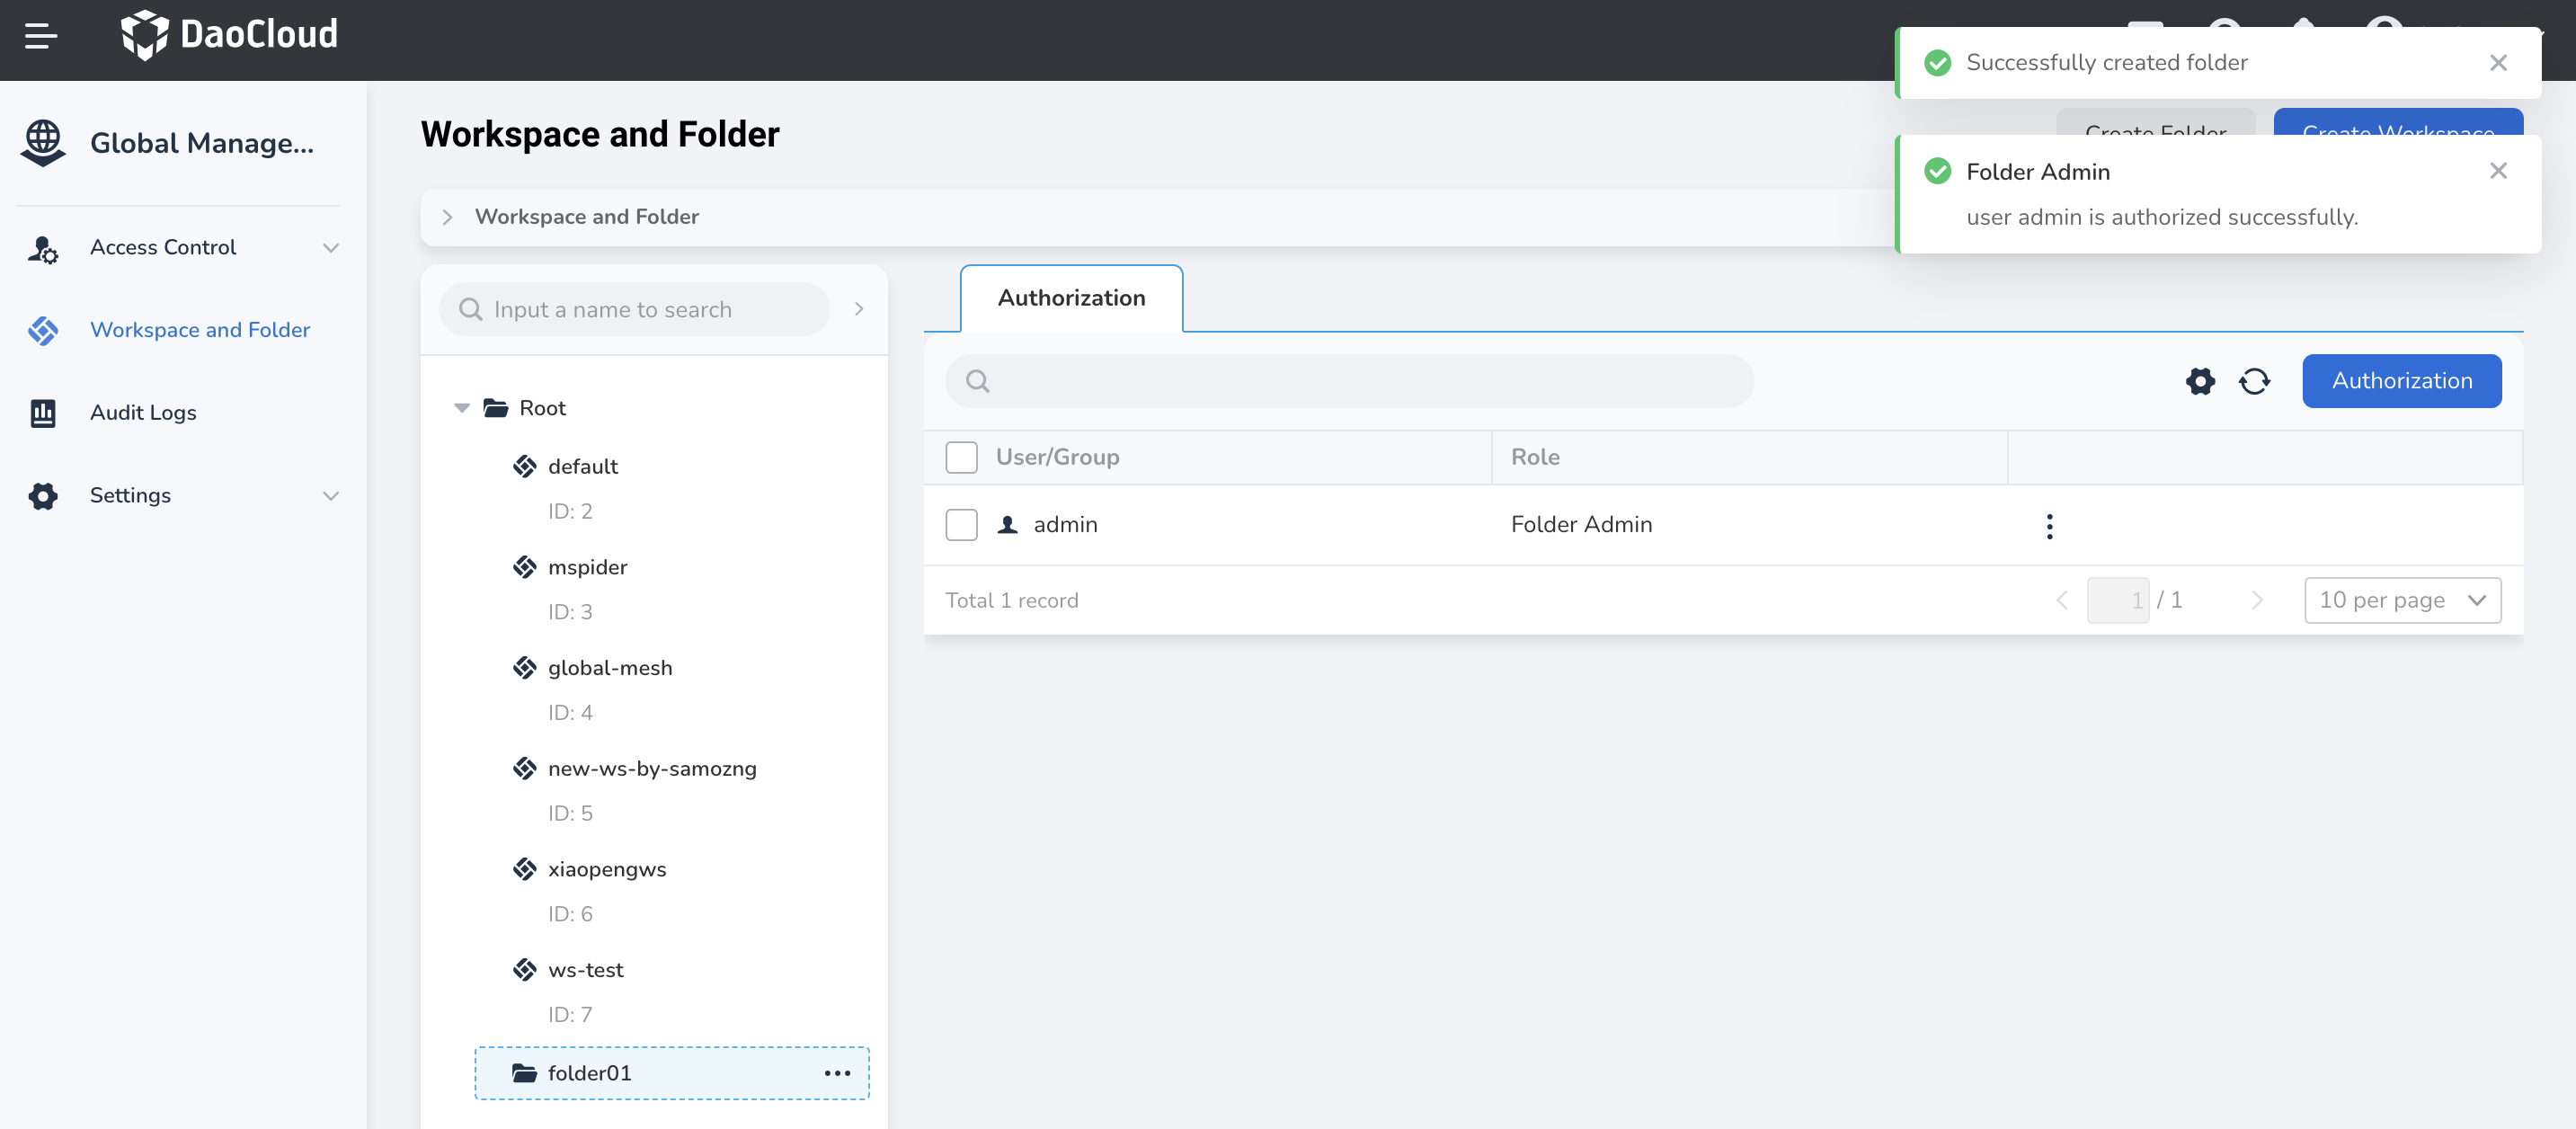 DaoCloud
Successfully created folder
Global Manage...
Workspace and Folder
Create Folder
Create Workspace
Folder Admin
user admin is authorized successfully.
Workspace and Folder
Access Control
Workspace and Folder
Audit Logs
Settings
Input a name to search
Root
default
ID: 2
mspider
ID: 3
global-mesh
ID: 4
new-ws-by-samozng
ID: 5
xiaopengws
ID: 6
ws-test
ID: 7
folder01
Authorization
Authorization
User/Group
Role
admin
Folder Admin
Total 1 record
1 / 1
10 per page